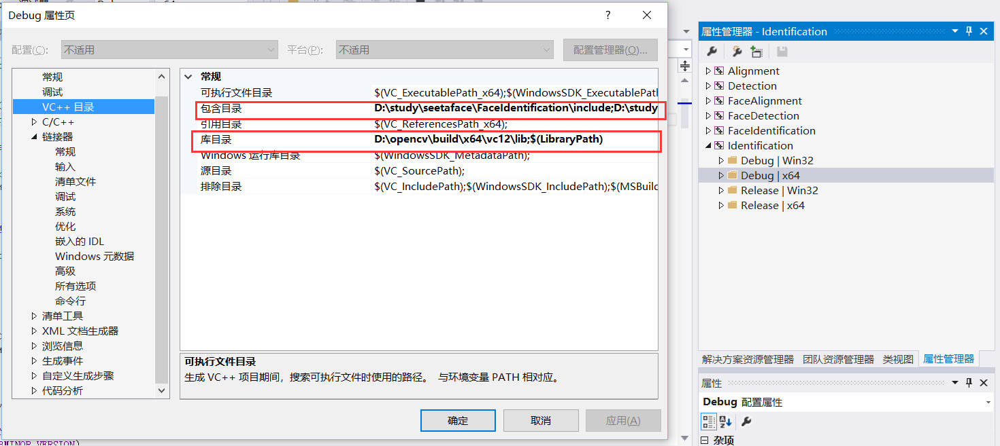 Debug 属性页
?
配置(C):
不适用
平台(P):
不适用
配置管理器(O)...
常规
调试
VC++ 目录
C/C++
链接器
常规
输入
清单文件
调试
系统
优化
嵌入的 IDL
Windows 元数据
高级
所有选项
命令行
清单工具
XML 文档生成器
浏览信息
生成事件
自定义生成步骤
代码分析
常规
可执行文件目录 $(VC_ExecutablePath_x64);$(WindowsSDK_ExecutablePath
包含目录 D:\study\seetaface\FaceIdentification\include;D:\study
引用目录 $(VC_ReferencesPath_x64);
库目录 D:\opencv\build\x64\vc12\lib;$(LibraryPath)
Windows 运行库目录 $(WindowsSDK_MetadataPath);
源目录 $(VC_SourcePath);
排除目录 $(VC_IncludePath);$(WindowsSDK_IncludePath);$(MSBuild
可执行文件目录
生成 VC++ 项目期间，搜索可执行文件时使用的路径。 与环境变量 PATH 相对应。
确定
取消
应用(A)
属性管理器 - Identification
Alignment
Detection
FaceAlignment
FaceDetection
FaceIdentification
Identification
Debug | Win32
Debug | x64
Release | Win32
Release | x64
解决方案资源管理器 团队资源管理器 类视图 属性管理器
属性
Debug 配置属性
杂项
BMINOR VERSION)